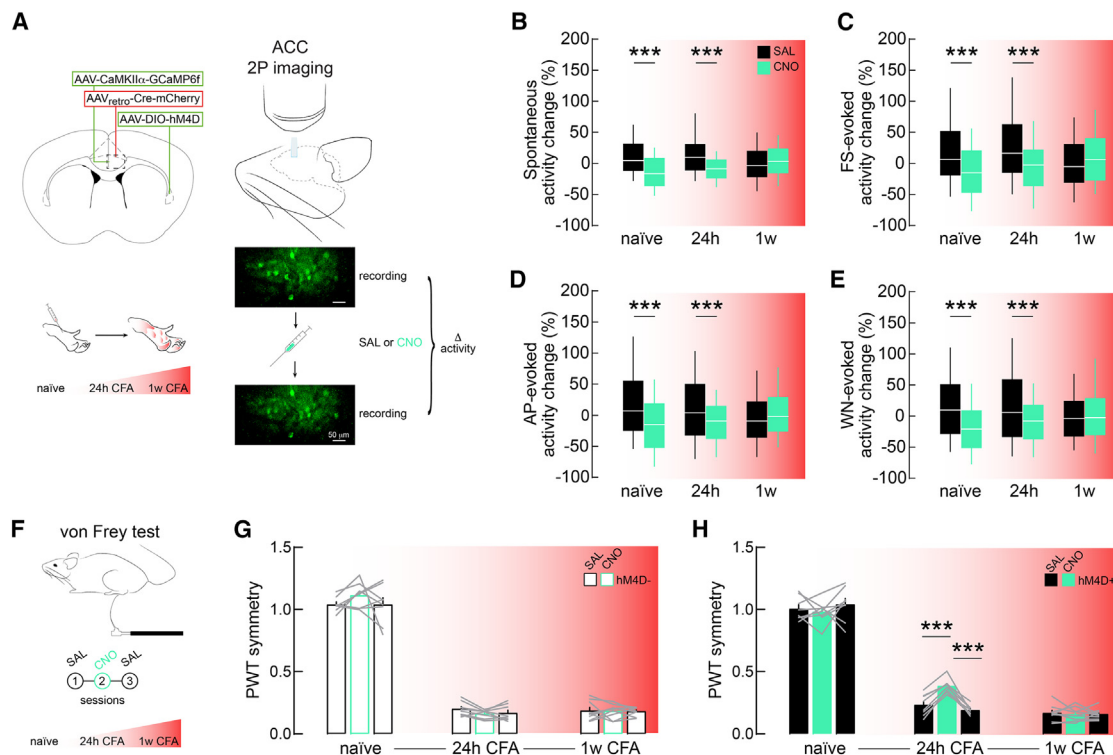 A
AAV-CaMKIIα-GCaMP6f
AAVretro-Cre-mCherry
AAV-DIO-hM4D
naïve
24h CFA
1w CFA
ACC
2P imaging
recording
SAL or CNO
Δ
activity
recording
50 μm
B
Spontaneous
activity change (%)
200
150
100
50
0
-50
-100
***
***
SAL
CNO
naïve
24h
1w
C
FS-evoked
activity change (%)
200
150
100
50
0
-50
-100
***
***
naïve
24h
1w
D
AP-evoked
activity change (%)
200
150
100
50
0
-50
-100
***
***
naïve
24h
1w
E
WN-evoked
activity change (%)
200
150
100
50
0
-50
-100
***
***
naïve
24h
1w
F
von Frey test
SAL
CNO
SAL
1
2
3
sessions
naïve
24h CFA
1w CFA
G
PWT symmetry
1.5
1.0
0.5
0
SAL
CNO
hM4D-
naïve
24h CFA
1w CFA
H
PWT symmetry
1.5
1.0
0.5
0
SAL
CNO
hM4D+
***
***
naïve
24h CFA
1w CFA